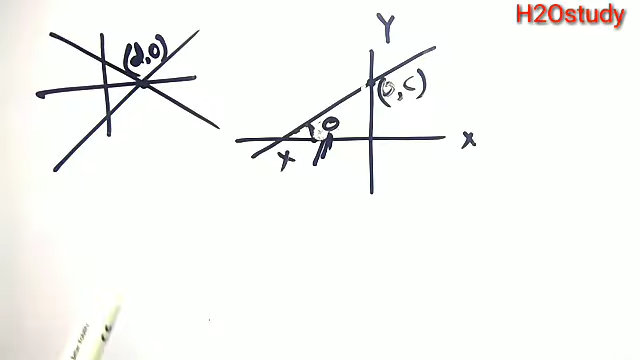 H2Ostudy
Y
(d,0)
(0,C)
θ
X
X